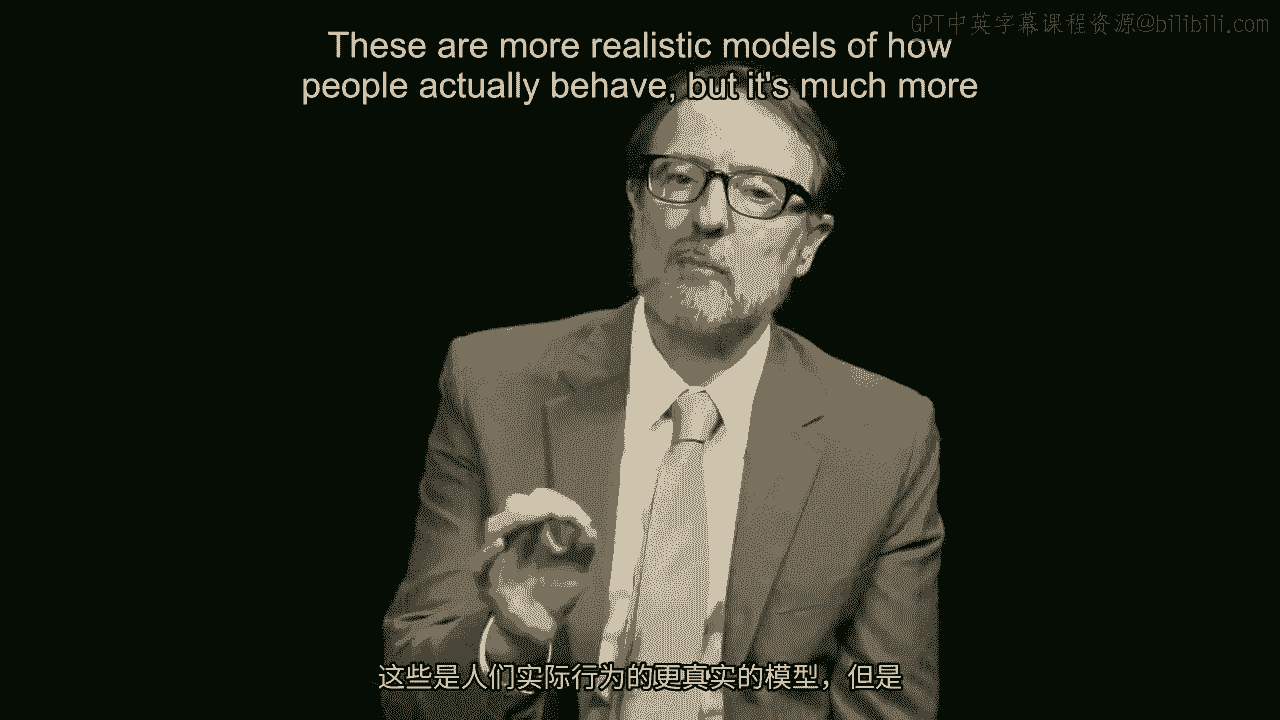 GPT中英字幕课程资源@bilibili.com
These are more realistic models of how
people actually behave, but it's much more
这些是人们实际行为的更真实的模型，但是